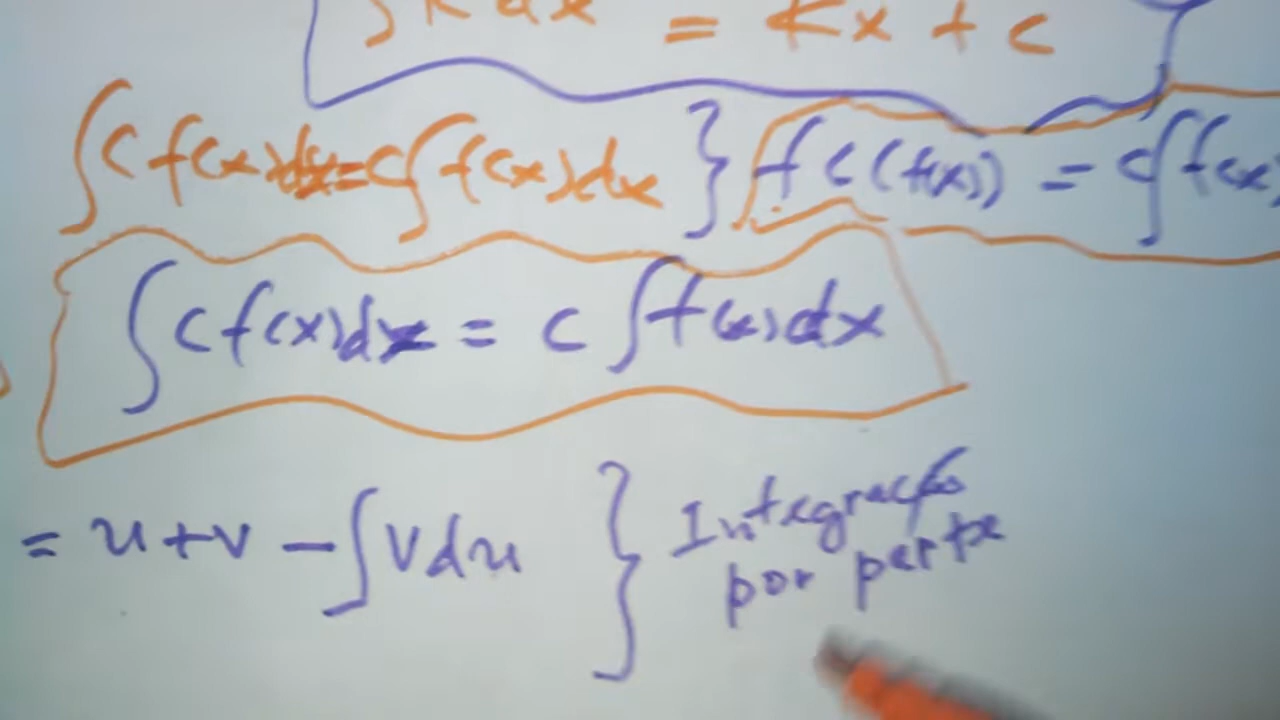 ∫K dx = Kx + c
∫c f(x)dx = c∫f(x)dx } ∫c(f(x)) = c∫f(x)
∫c f(x)dx = c∫f(x)dx
= u+v - ∫v du } Integração
por parte